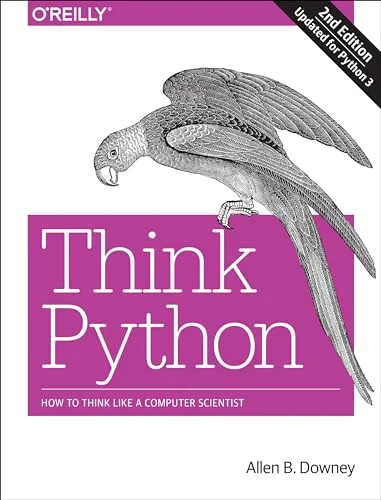 O'REILLY®
2nd Edition
Updated for Python 3
Think
Python
HOW TO THINK LIKE A COMPUTER SCIENTIST
Allen B. Downey